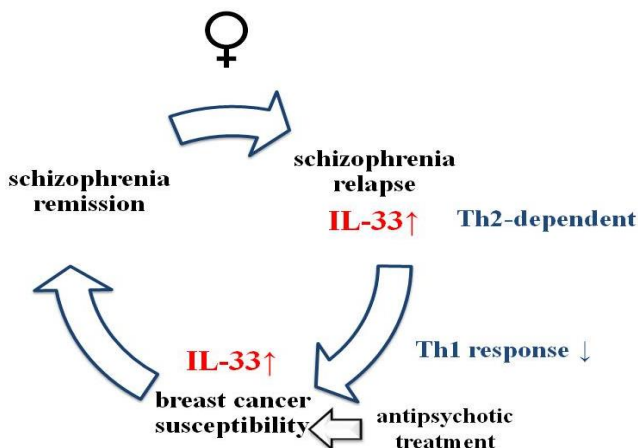 schizophrenia
remission
schizophrenia
relapse
IL-33↑ Th2-dependent
Th1 response ↓
IL-33↑
breast cancer
susceptibility
antipsychotic
treatment